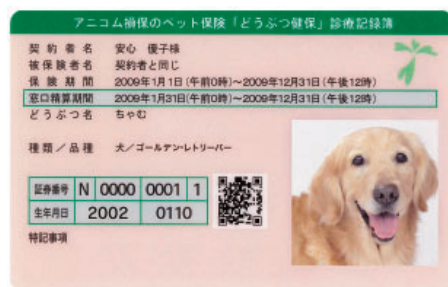 アニコム損保のペット保険「どうぶつ健保」診療記録簿
契約者名 安心 優子様
被保険者名 契約者と同じ
保険期間 2009年1月1日(午前0時)~2009年12月31日(午後12時)
窓口精算期間 2009年1月31日(午前0時)~2009年12月31日(午後12時)
どうぶつ名 ちゃむ
種類/品種 犬/ゴールデン・レトリーバー
証券番号 N 0000 0001 1
生年月日 2002 0110
特記事項